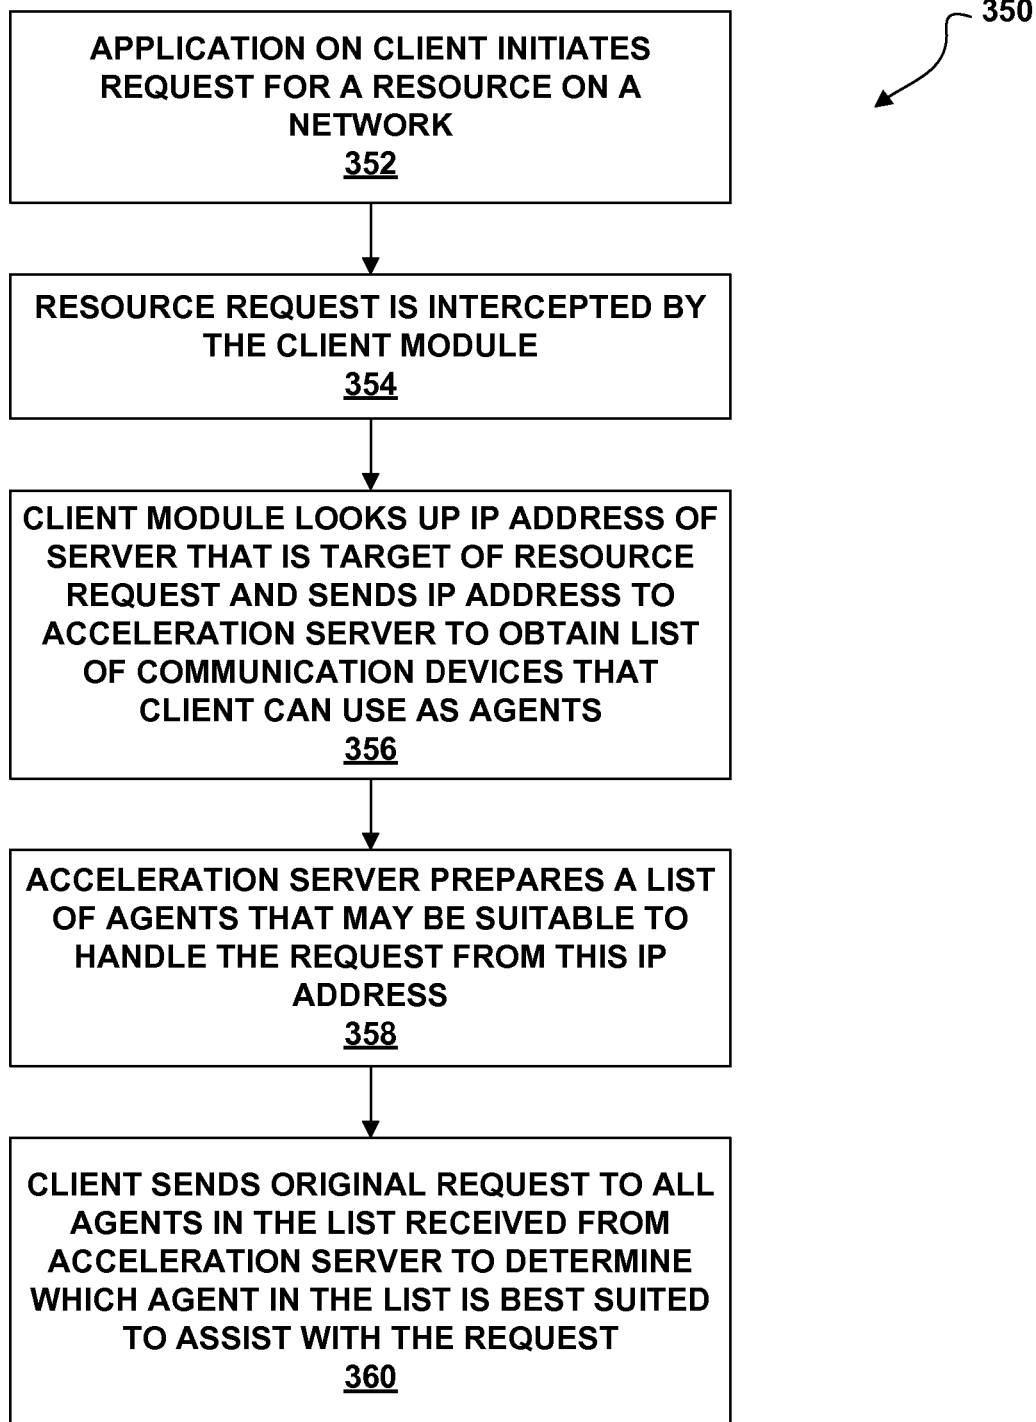 350
APPLICATION ON CLIENT INITIATES
REQUEST FOR A RESOURCE ON A
NETWORK
352
RESOURCE REQUEST IS INTERCEPTED BY
THE CLIENT MODULE
354
CLIENT MODULE LOOKS UP IP ADDRESS OF
SERVER THAT IS TARGET OF RESOURCE
REQUEST AND SENDS IP ADDRESS TO
ACCELERATION SERVER TO OBTAIN LIST
OF COMMUNICATION DEVICES THAT
CLIENT CAN USE AS AGENTS
356
ACCELERATION SERVER PREPARES A LIST
OF AGENTS THAT MAY BE SUITABLE TO
HANDLE THE REQUEST FROM THIS IP
ADDRESS
358
CLIENT SENDS ORIGINAL REQUEST TO ALL
AGENTS IN THE LIST RECEIVED FROM
ACCELERATION SERVER TO DETERMINE
WHICH AGENT IN THE LIST IS BEST SUITED
TO ASSIST WITH THE REQUEST
360